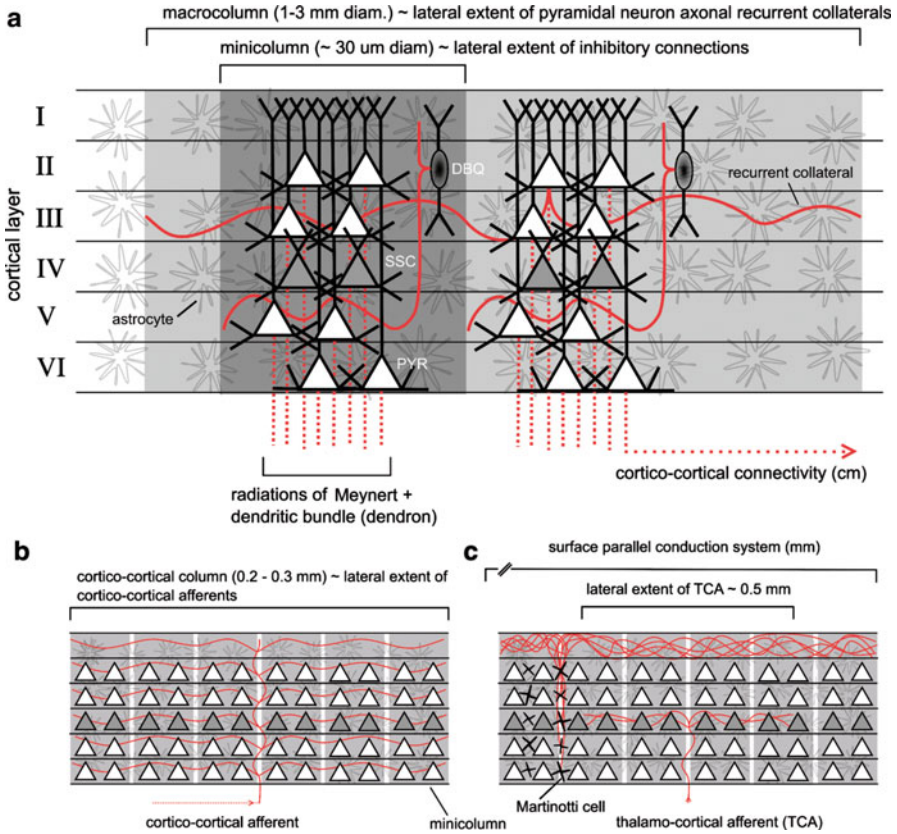 a
macrocolumn (1-3 mm diam.) ~ lateral extent of pyramidal neuron axonal recurrent collaterals
minicolumn (~ 30 um diam) ~ lateral extent of inhibitory connections
cortical layer
I
II
III
IV
V
VI
DBQ
recurrent collateral
SSC
astrocyte
PYR
cortico-cortical connectivity (cm)
radiations of Meynert +
dendritic bundle (dendron)
b
cortico-cortical column (0.2 - 0.3 mm) ~ lateral extent of
cortico-cortical afferents
cortico-cortical afferent
minicolumn
c
surface parallel conduction system (mm)
lateral extent of TCA ~ 0.5 mm
Martinotti cell
thalamo-cortical afferent (TCA)